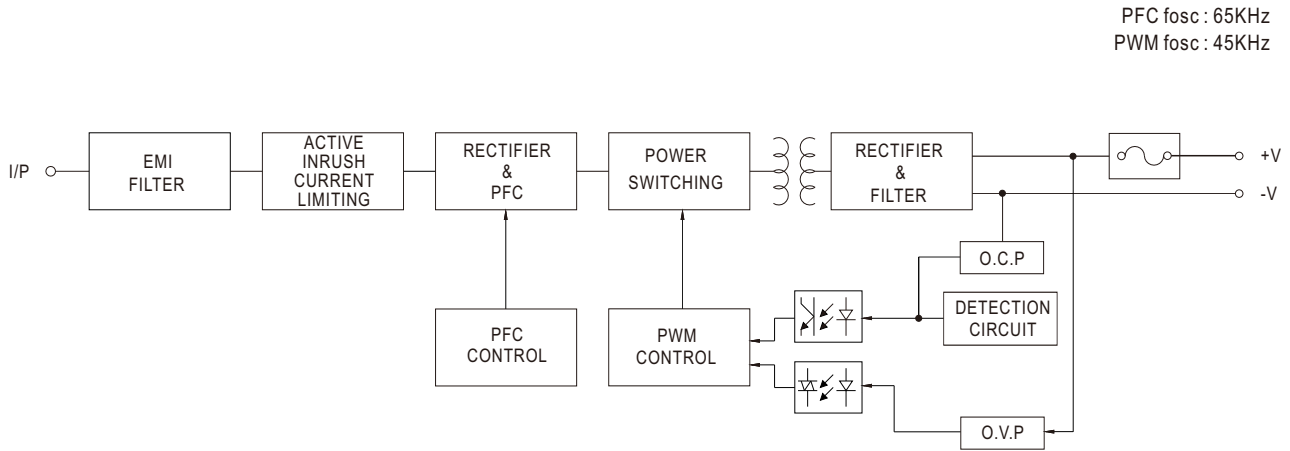 PFC fosc : 65KHz
PWM fosc : 45KHz
I/P
EMI
FILTER
ACTIVE
INRUSH
CURRENT
LIMITING
RECTIFIER
&
PFC
POWER
SWITCHING
RECTIFIER
&
FILTER
+V
-V
O.C.P
DETECTION
CIRCUIT
PFC
CONTROL
PWM
CONTROL
O.V.P